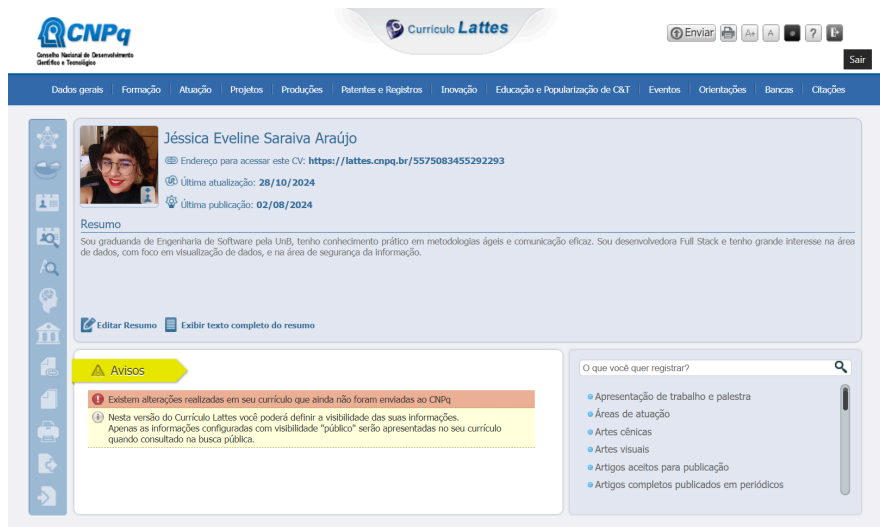 CNPq
Conselho Nacional de Desenvolvimento
Científico e Tecnológico
Currículo Lattes
Enviar
A+
A
?
Sair
Dados gerais Formação Atuação Projetos Produções Patentes e Registros Inovação Educação e Popularização de C&T Eventos Orientações Bancas Citações
Jéssica Eveline Saraiva Araújo
Endereço para acessar este CV: https://lattes.cnpq.br/5575083455292293
Última atualização: 28/10/2024
Última publicação: 02/08/2024
Resumo
Sou graduanda de Engenharia de Software pela UnB, tenho conhecimento prático em metodologias ágeis e comunicação eficaz. Sou desenvolvedora Full Stack e tenho grande interesse na área
de dados, com foco em visualização de dados, e na área de segurança da informação.
Editar Resumo Exibir texto completo do resumo
Avisos
Existem alterações realizadas em seu currículo que ainda não foram enviadas ao CNPq
Nesta versão do Currículo Lattes você poderá definir a visibilidade das suas informações.
Apenas as informações configuradas com visibilidade "público" serão apresentadas no seu currículo
quando consultado na busca pública.
O que você quer registrar?
Apresentação de trabalho e palestra
Áreas de atuação
Artes cênicas
Artes visuais
Artigos aceitos para publicação
Artigos completos publicados em periódicos